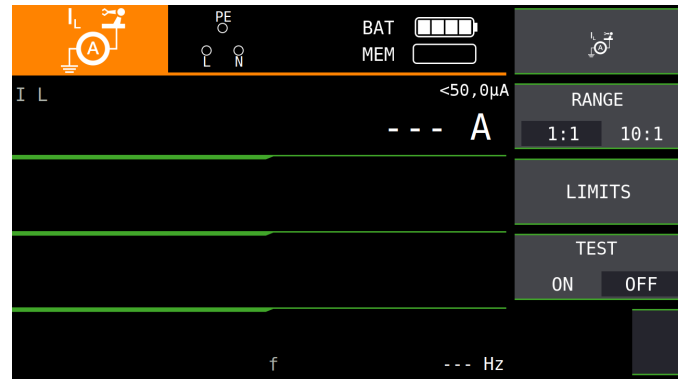 I L
A
PE
L N
BAT
MEM
I L
A
RANGE
1:1 10:1
I L
<50,0µA
--- A
LIMITS
TEST
ON OFF
f --- Hz